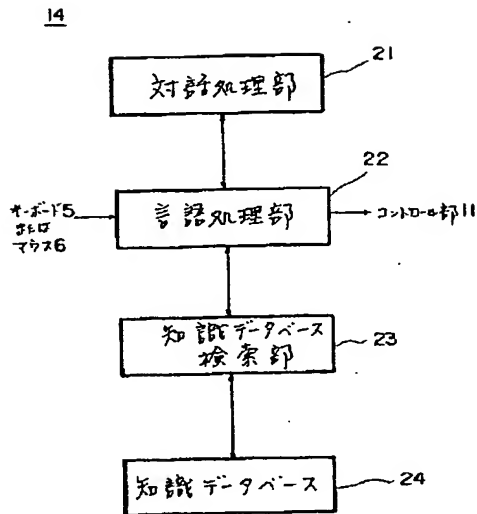 14
21
対話処理部
22
キーボード5
または
マウス6
言語処理部
コントロール部11
知識データベース
検索部
23
知識データベース
24